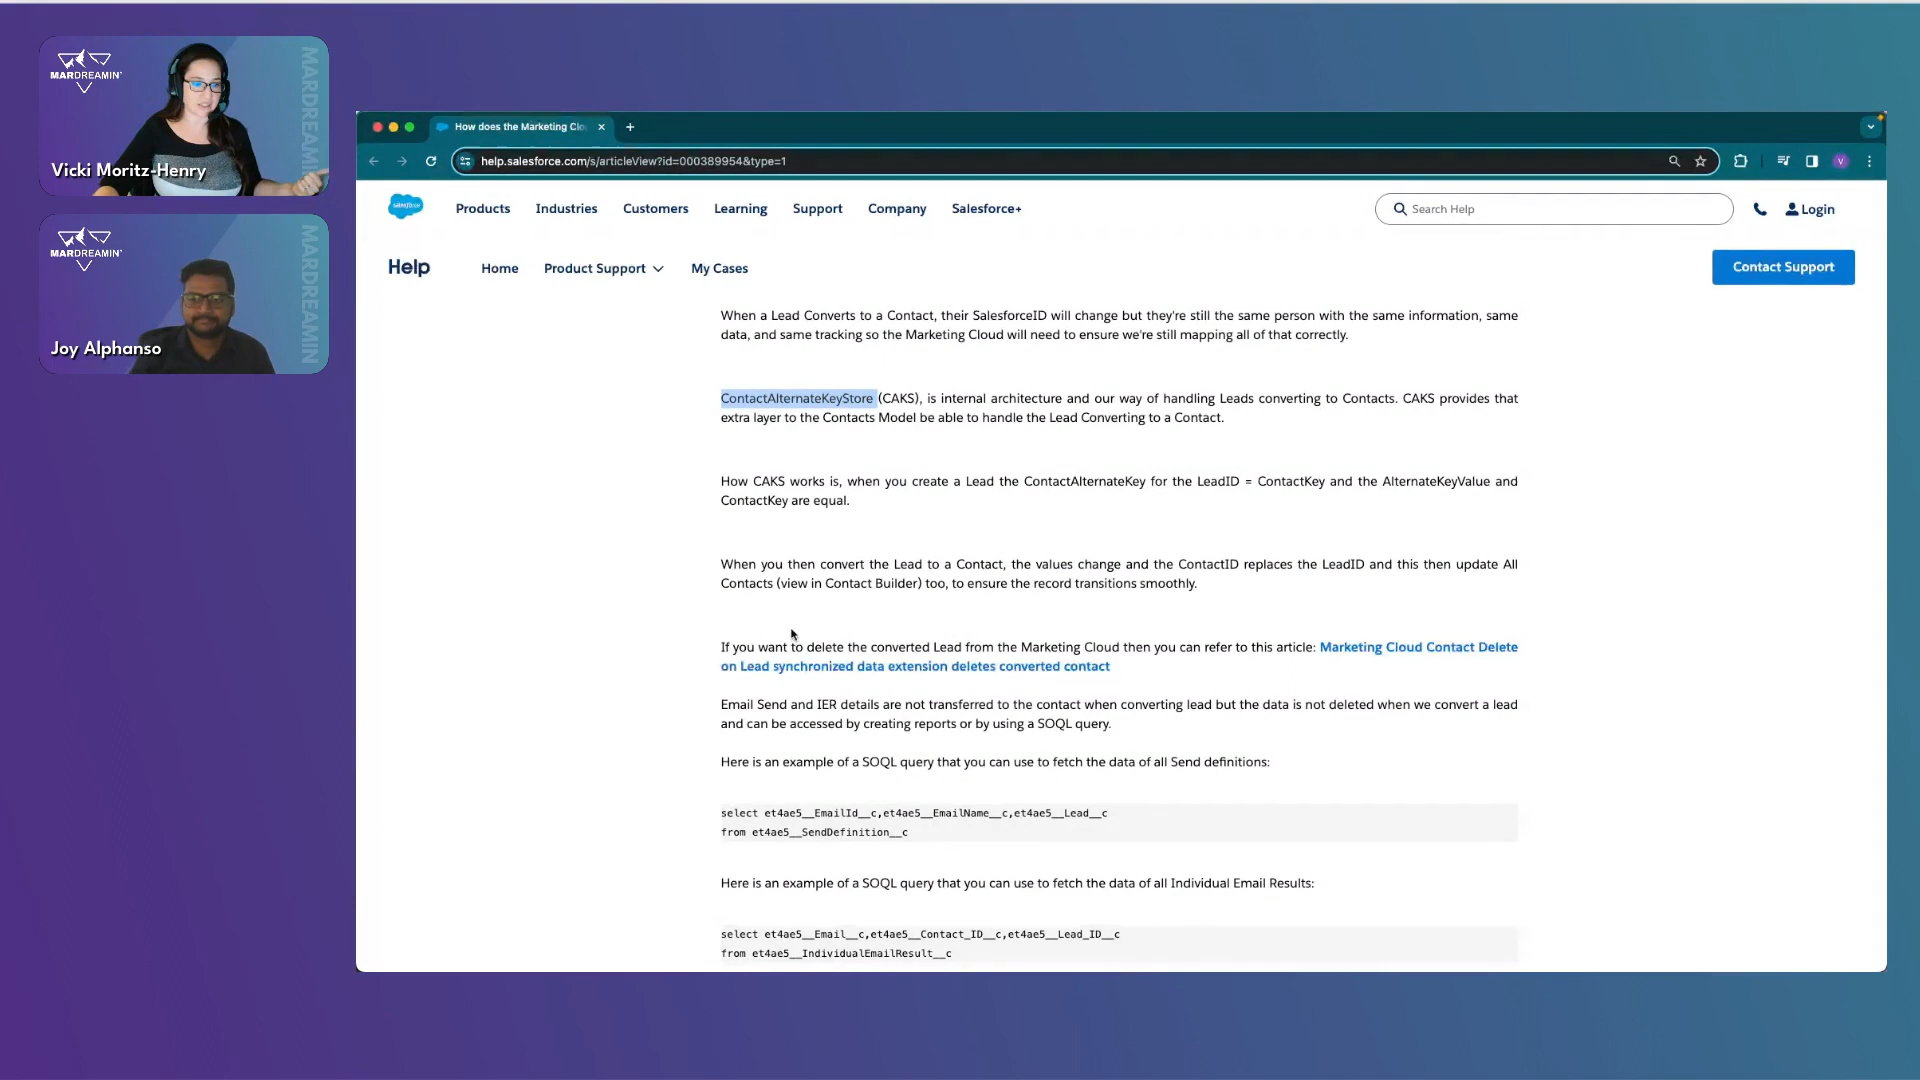 MARDREAMIN'
MARDREAMIN
Vicki Moritz-Henry
MARDREAMIN'
MARDREAMIN
Joy Alphanso
How does the Marketing Clo
help.salesforce.com/s/articleView?id=000389954&type=1
V
salesforce
Products
Industries
Customers
Learning
Support
Company
Salesforce+
Search Help
Login
Help
Home
Product Support
My Cases
Contact Support
When a Lead Converts to a Contact, their SalesforceID will change but they're still the same person with the same information, same
data, and same tracking so the Marketing Cloud will need to ensure we're still mapping all of that correctly.
ContactAlternateKeyStore (CAKS), is internal architecture and our way of handling Leads converting to Contacts. CAKS provides that
extra layer to the Contacts Model be able to handle the Lead Converting to a Contact.
How CAKS works is, when you create a Lead the ContactAlternateKey for the LeadID = ContactKey and the AlternateKeyValue and
ContactKey are equal.
When you then convert the Lead to a Contact, the values change and the ContactID replaces the LeadID and this then update All
Contacts (view in Contact Builder) too, to ensure the record transitions smoothly.
If you want to delete the converted Lead from the Marketing Cloud then you can refer to this article: Marketing Cloud Contact Delete
on Lead synchronized data extension deletes converted contact
Email Send and IER details are not transferred to the contact when converting lead but the data is not deleted when we convert a lead
and can be accessed by creating reports or by using a SOQL query.
Here is an example of a SOQL query that you can use to fetch the data of all Send definitions:
select et4ae5__EmailId__c,et4ae5__EmailName__c,et4ae5__Lead__c
from et4ae5__SendDefinition__c
Here is an example of a SOQL query that you can use to fetch the data of all Individual Email Results:
select et4ae5__Email__c,et4ae5__Contact_ID__c,et4ae5__Lead_ID__c
from et4ae5__IndividualEmailResult__c